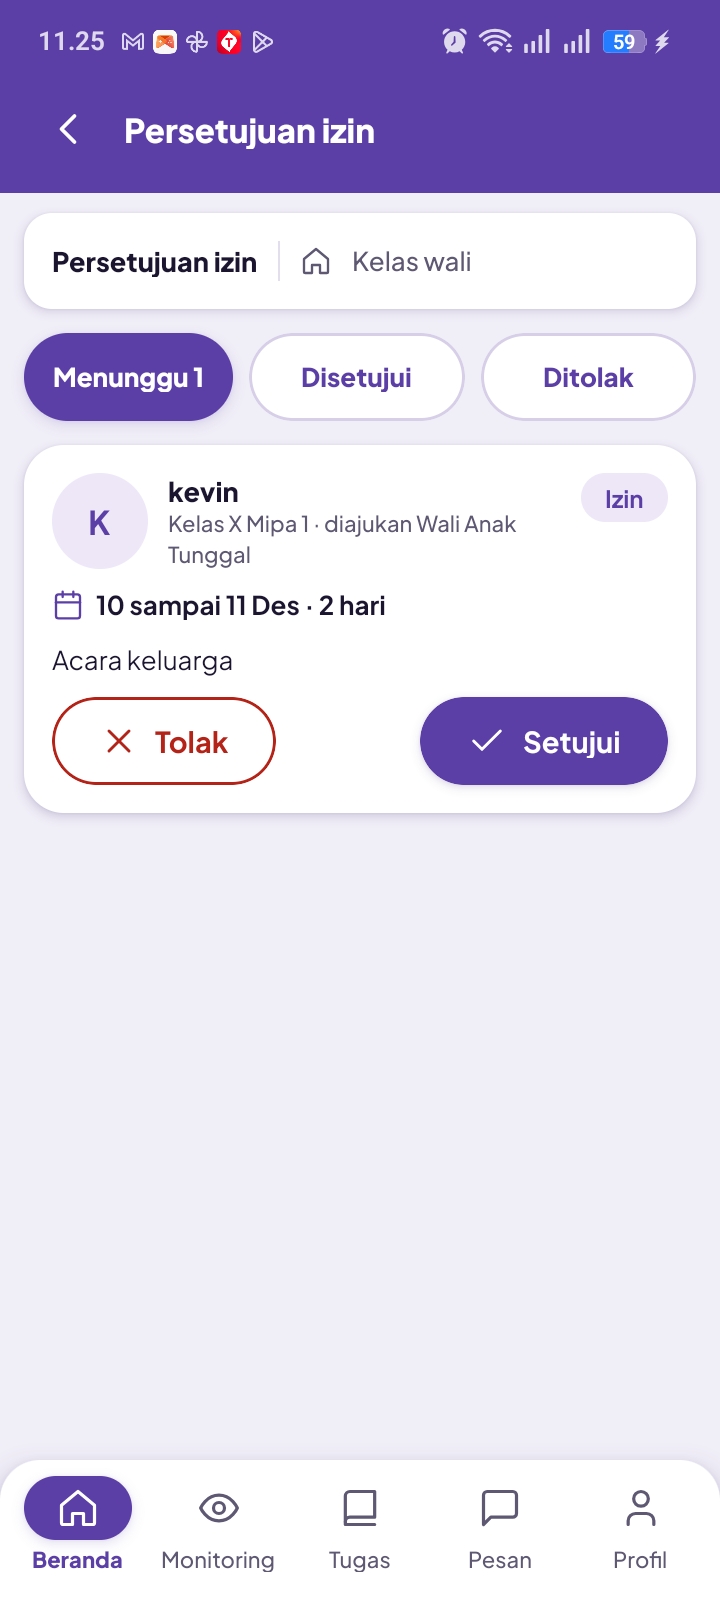 11.25
59
Persetujuan izin
Persetujuan izin
Kelas wali
Menunggu 1
Disetujui
Ditolak
K
kevin
Izin
Kelas X Mipa 1 · diajukan Wali Anak
Tunggal
10 sampai 11 Des · 2 hari
Acara keluarga
Tolak
Setujui
Beranda
Monitoring
Tugas
Pesan
Profil